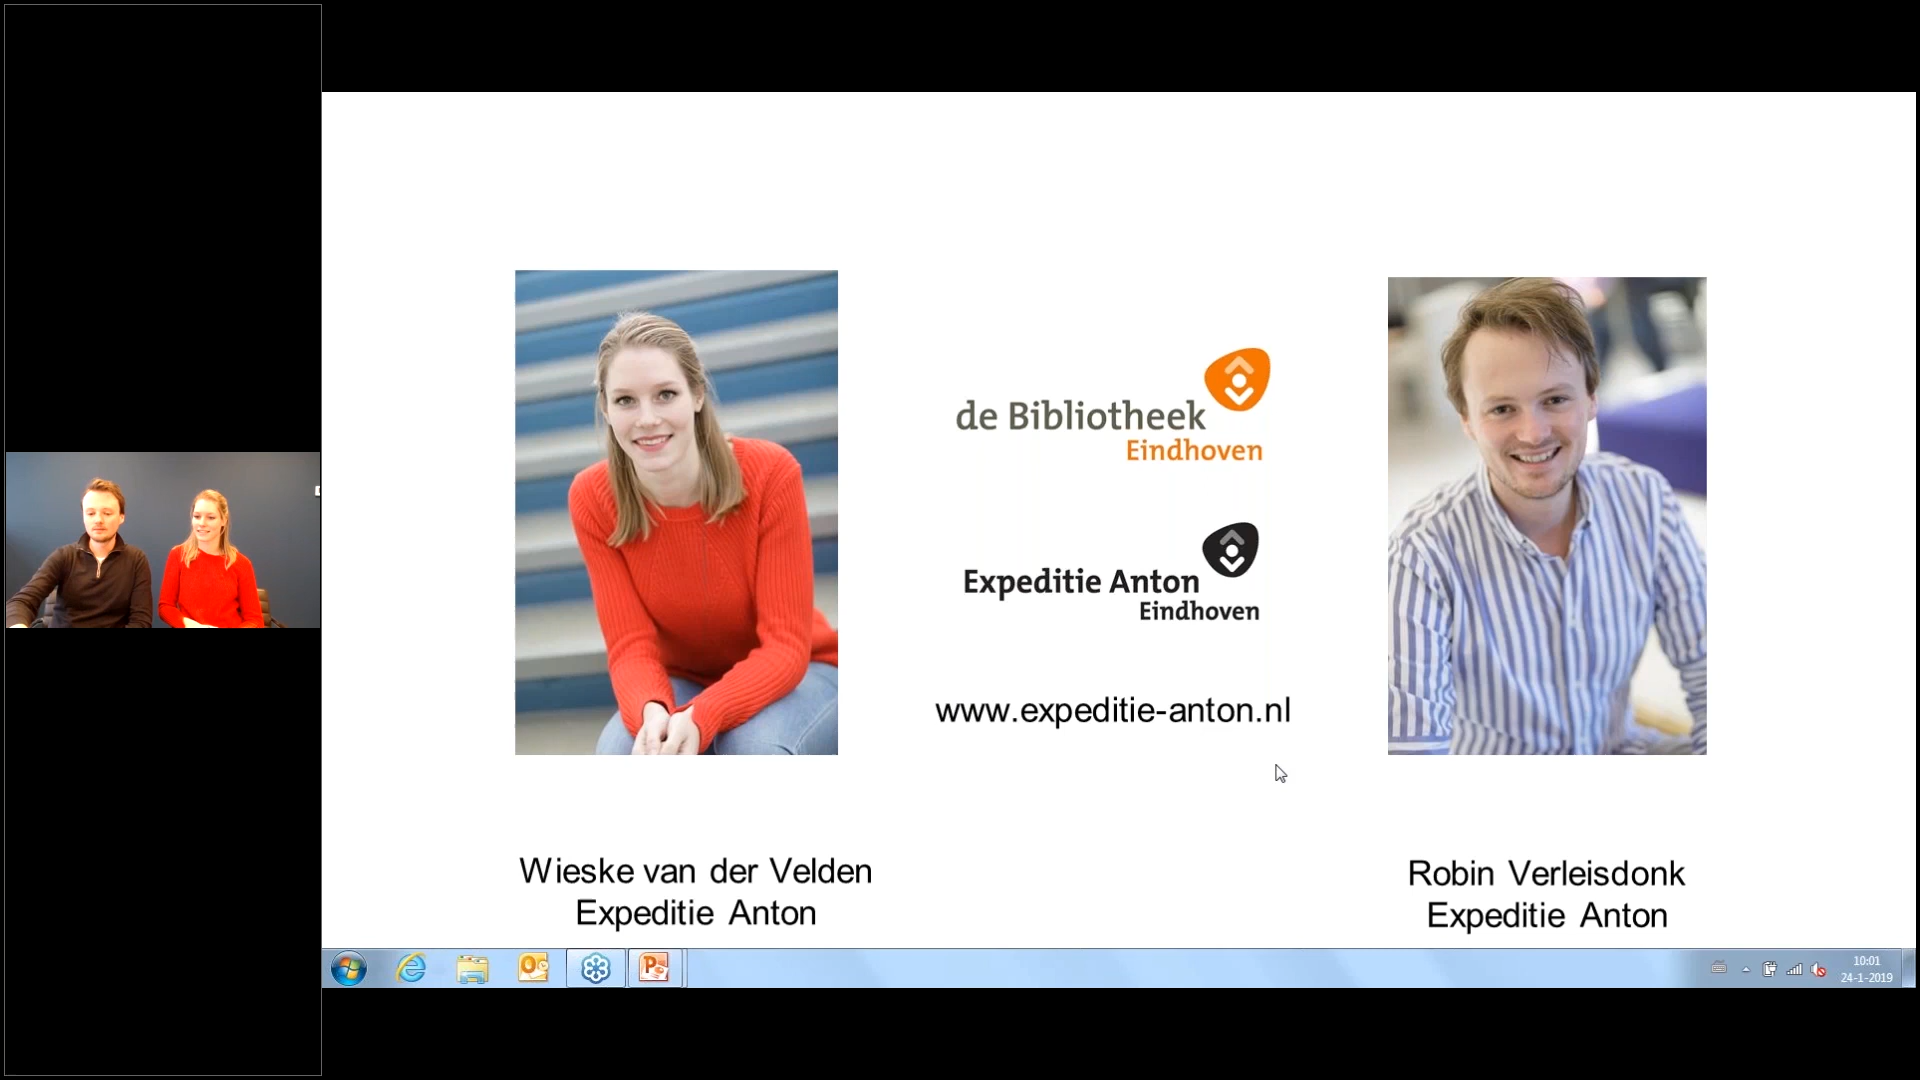 de Bibliotheek
Eindhoven
Expeditie Anton
Eindhoven
www.expeditie-anton.nl
Wieske van der Velden
Expeditie Anton
Robin Verleisdonk
Expeditie Anton
10:01
24-1-2019